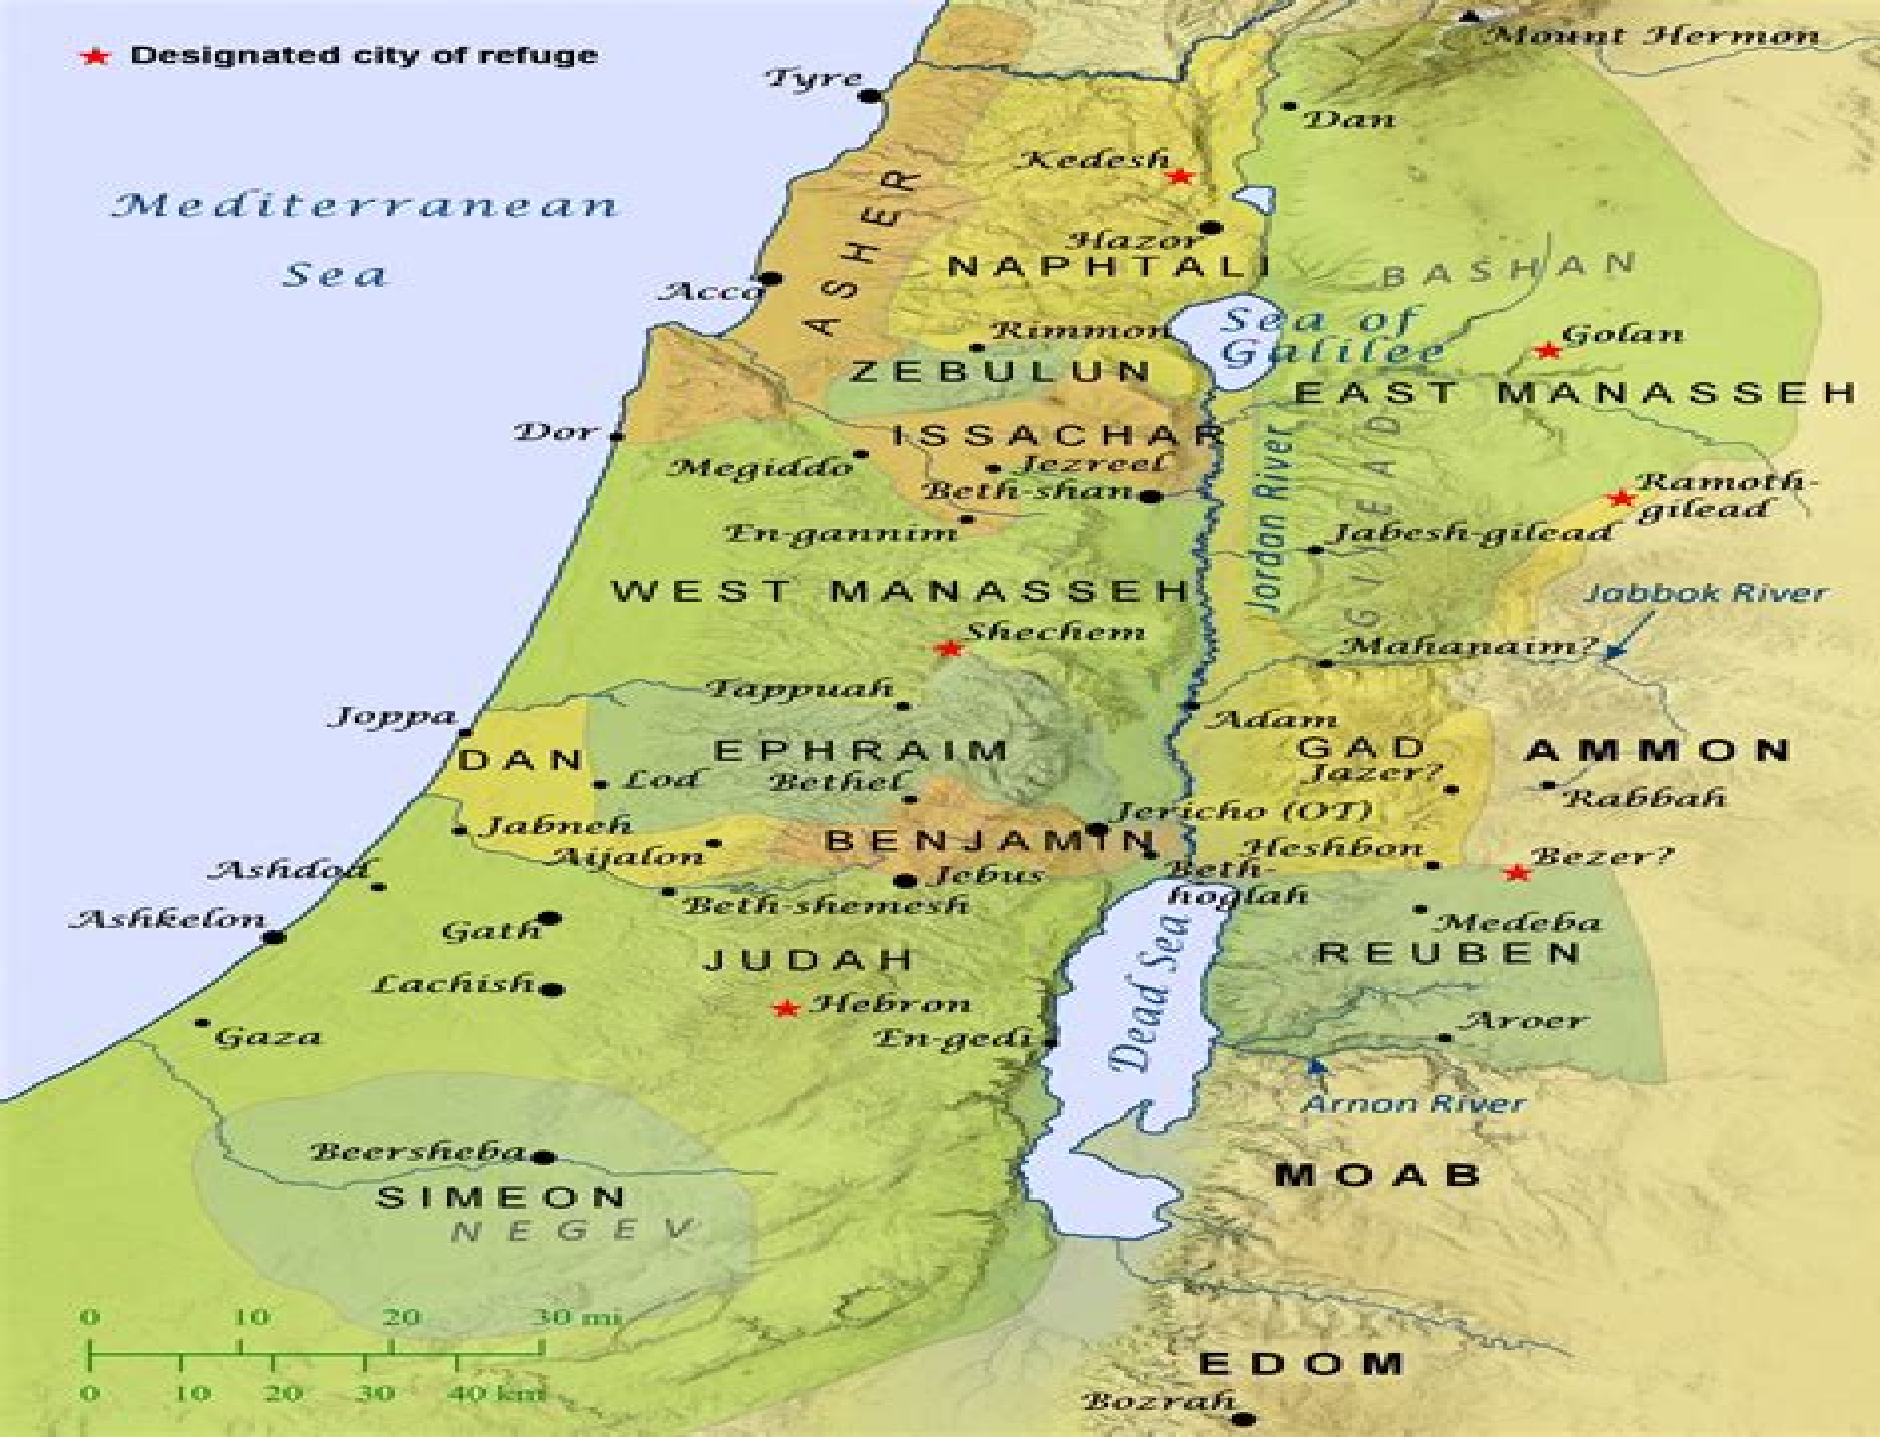 Designated city of refuge
Mount Hermon
Tyre
Dan
Kedesh
Mediterranean
Sea
ASHER
Hazor
NAPHTALI
BASHAN
Acco
Rimmon
Sea of
Galilee
Golan
ZEBULUN
EAST MANASSEH
Dor
ISSACHAR
Megiddo
Jezreel
Beth-shan
Jordan River
GILEAD
Ramoth-
gilead
En-gannim
Jabesh-gilead
WEST MANASSEH
Jabbok River
Shechem
Mahanaim?
Tappuah
Joppa
Adam
DAN
EPHRAIM
GAD
AMMON
Lod
Bethel
Jazer?
Rabbah
Jericho (OT)
Jabneh
BENJAMIN
Aijalon
Heshbon
Bezer?
Ashdod
Jebus
Beth-
hoglah
Beth-shemesh
Ashkelon
Gath
Medeba
JUDAH
REUBEN
Lachish
Hebron
Dead Sea
Gaza
En-gedi
Aroer
Arnon River
Beersheba
MOAB
SIMEON
NEGEV
0 10 20 30 mi
0 10 20 30 40 km
EDOM
Bozrah